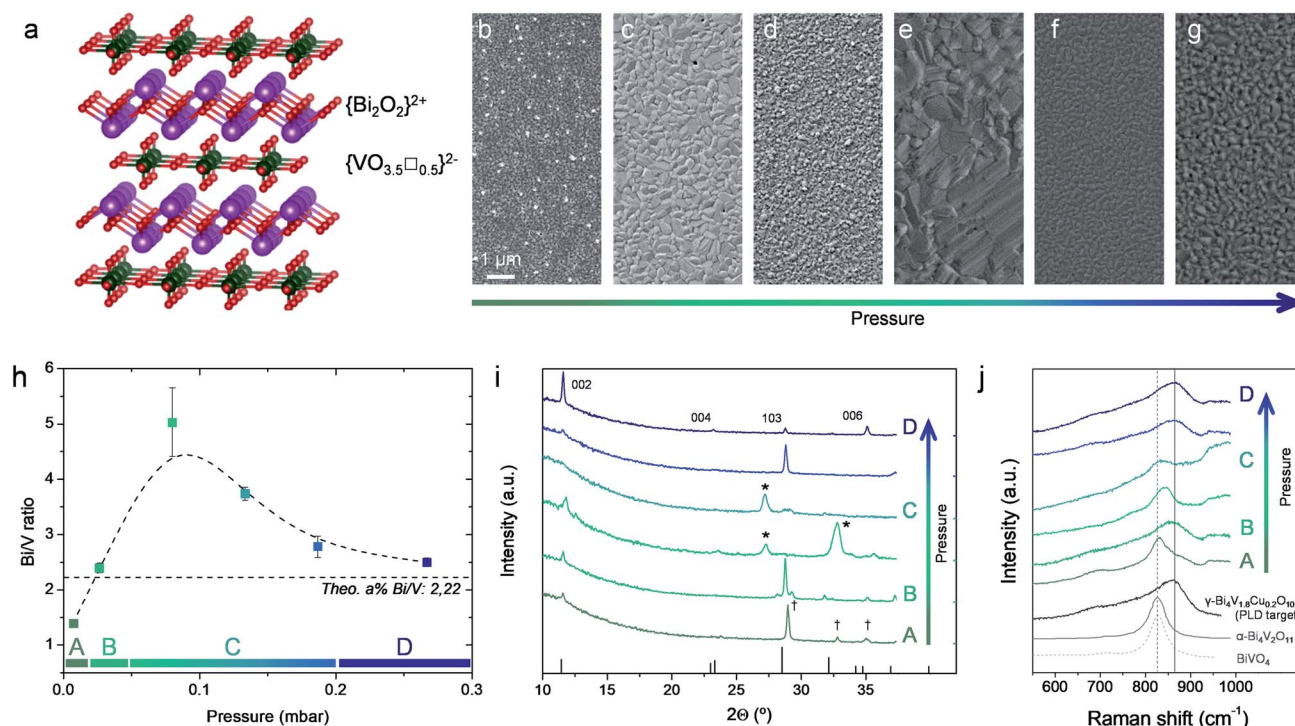 a
{Bi₂O₂}²⁺
{VO₃.₅□₀.₅}²⁻
b
c
d
e
f
g
1 μm
Pressure
h
6
5
4
3
2
1
Bi/V ratio
Theo. a% Bi/V: 2,22
A
B
C
D
0.0
0.1
0.2
0.3
Pressure (mbar)
i
Intensity (a.u.)
002
004
103
006
D
*
C
*
*
B
†
†
†
A
Pressure
10
15
20
25
30
35
2Θ (º)
j
Intensity (a.u.)
D
C
B
A
Pressure
γ-Bi₄V₁.₈Cu₀.₂O₁₀
(PLD target
α-Bi₄V₂O₁₁
BiVO₄
600
700
800
900
1000
Raman shift (cm⁻¹)